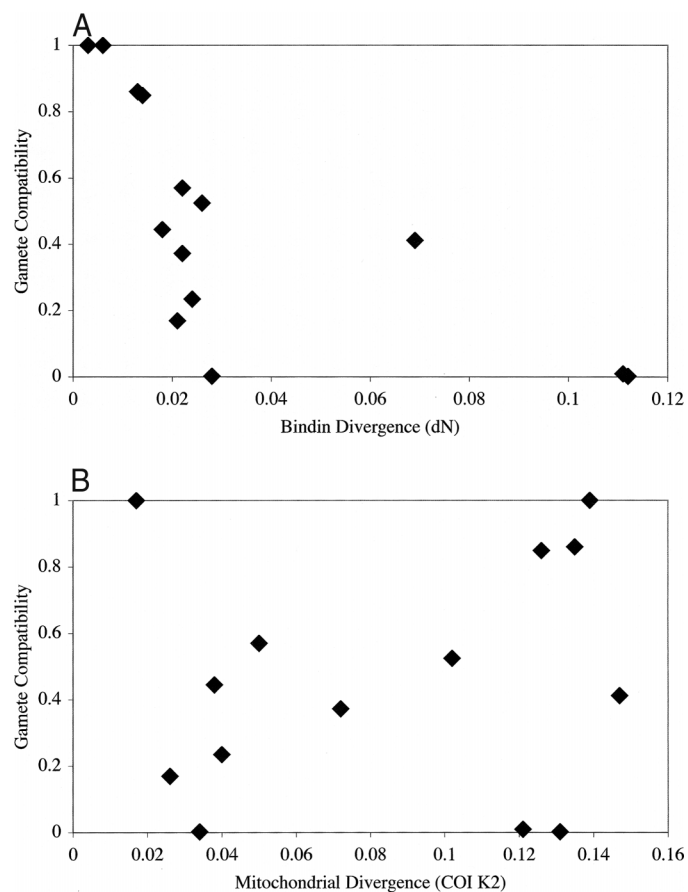 A
1
0.8
0.6
0.4
0.2
0
0 0.02 0.04 0.06 0.08 0.1 0.12
Gamete Compatibility
Bindin Divergence (dN)
B
1
0.8
0.6
0.4
0.2
0
0 0.02 0.04 0.06 0.08 0.10 0.12 0.14 0.16
Gamete Compatibility
Mitochondrial Divergence (COI K2)